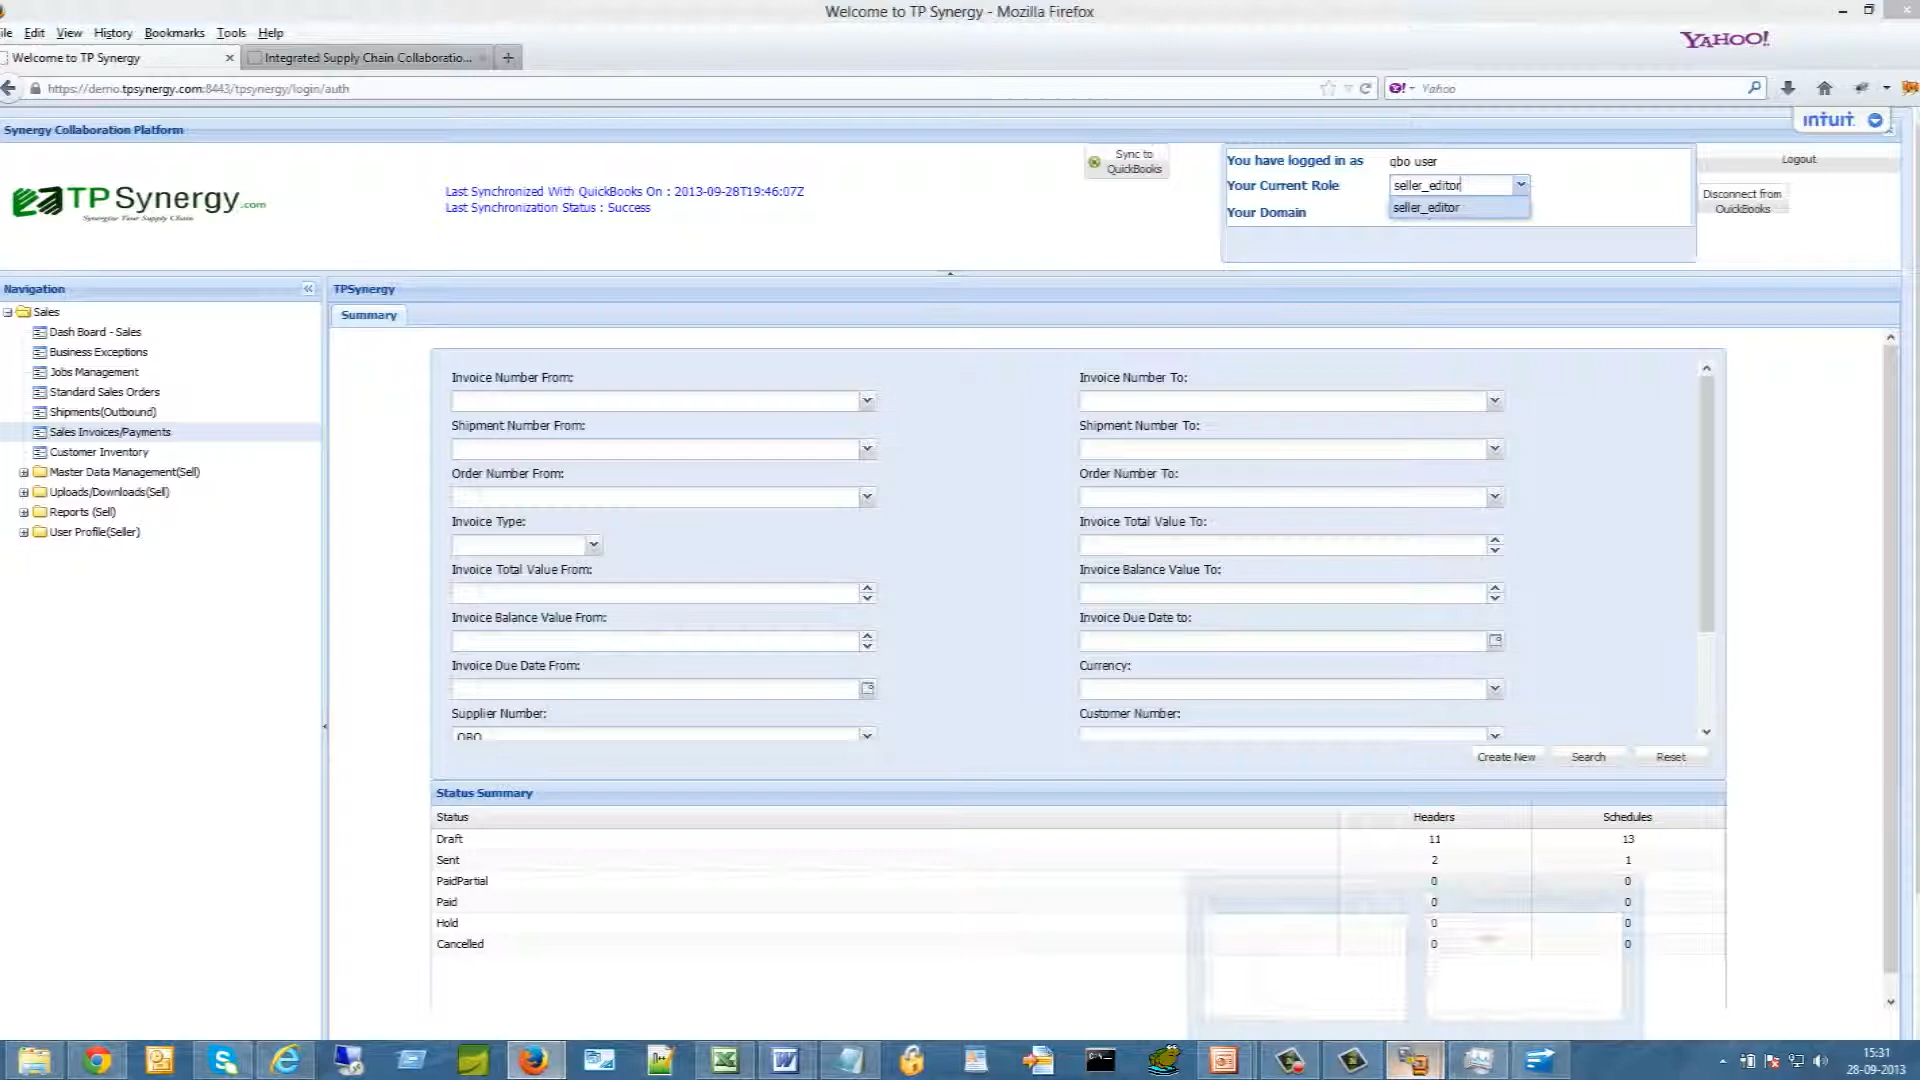 Welcome to TP Synergy - Mozilla Firefox
ile Edit View History Bookmarks Tools Help
YAHOO!
Welcome to TP Synergy
Integrated Supply Chain Collaboratio...
https://demo.tpsynergy.com:8443/tpsynergy/login/auth
Yahoo
intuit
Synergy Collaboration Platform
TPSynergy.com
Synergise Your Supply Chain
Last Synchronized With QuickBooks On : 2013-09-28T19:46:07Z
Last Synchronization Status : Success
Sync to QuickBooks
You have logged in as qbo user
Your Current Role seller_editor
seller_editor
Your Domain
Logout
Disconnect from QuickBooks
Navigation
Sales
Dash Board - Sales
Business Exceptions
Jobs Management
Standard Sales Orders
Shipments(Outbound)
Sales Invoices/Payments
Customer Inventory
Master Data Management(Sell)
Uploads/Downloads(Sell)
Reports (Sell)
User Profile(Seller)
TPSynergy
Summary
Invoice Number From: Invoice Number To:
Shipment Number From: Shipment Number To:
Order Number From: Order Number To:
Invoice Type: Invoice Total Value To:
Invoice Total Value From: Invoice Balance Value To:
Invoice Balance Value From: Invoice Due Date to:
Invoice Due Date From: Currency:
Supplier Number: Customer Number:
QBO
Create New Search Reset
Status Summary
Status Headers Schedules
Draft 11 13
Sent 2 1
PaidPartial 0 0
Paid 0 0
Hold 0 0
Cancelled 0 0
15:31
28-09-2013